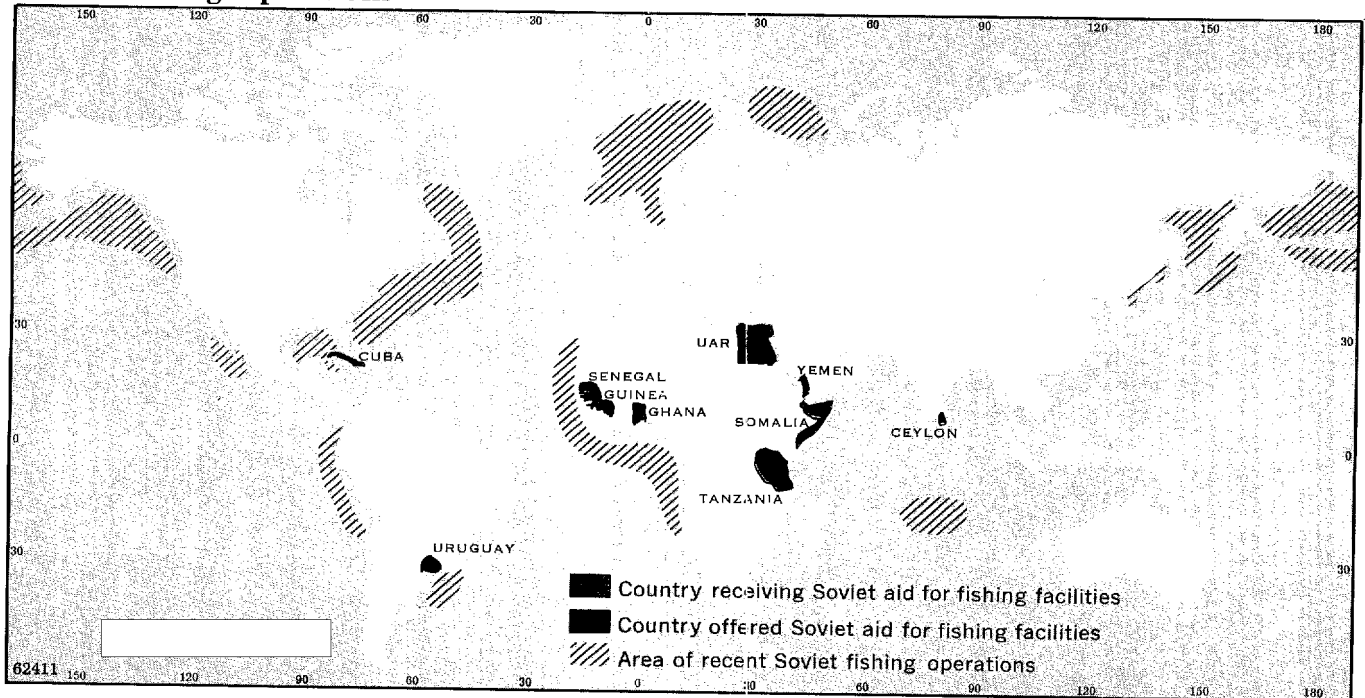 150 120 90 60 30 0 30 60 90 120 150 180
30 30
CUBA
UAR
YEMEN
SENEGAL
GUINEA
GHANA
SOMALIA
CEYLON
0 0
TANZANIA
URUGUAY
30 30
Country receiving Soviet aid for fishing facilities
Country offered Soviet aid for fishing facilities
Area of recent Soviet fishing operations
62411 150 120 90 60 30 0 30 60 90 120 150 180